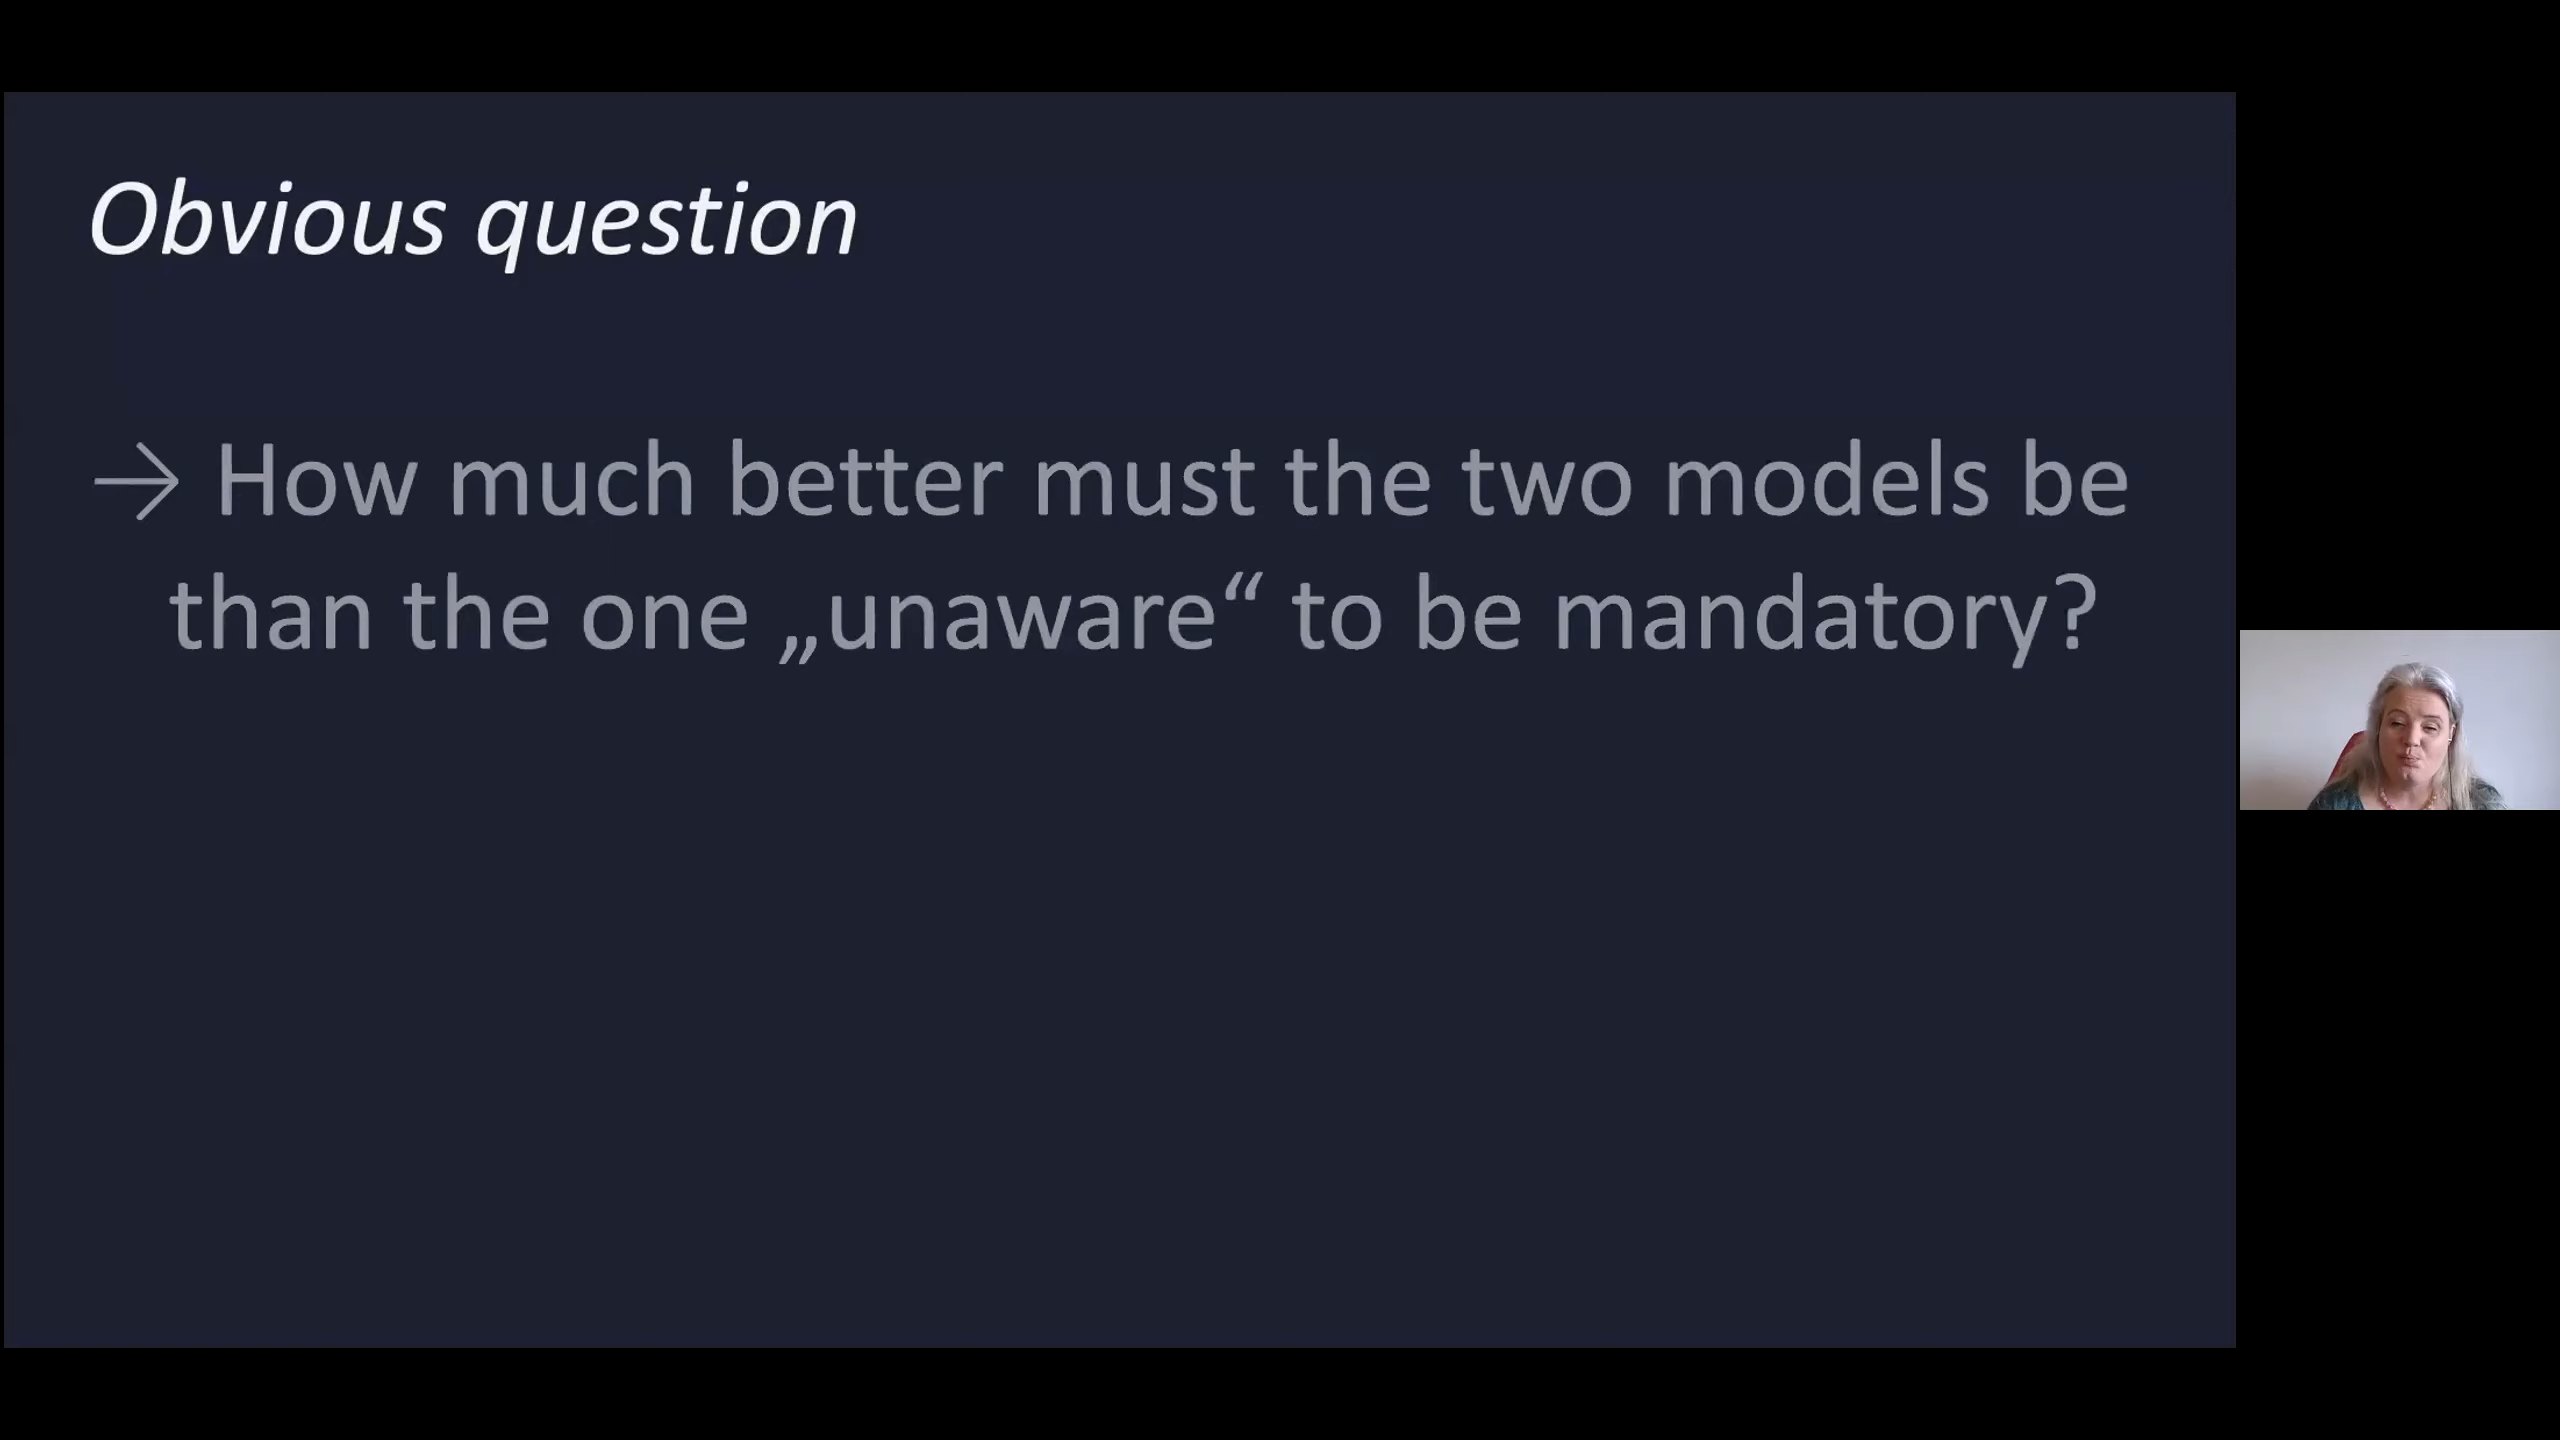 Obvious question
→ How much better must the two models be
than the one „unaware“ to be mandatory?